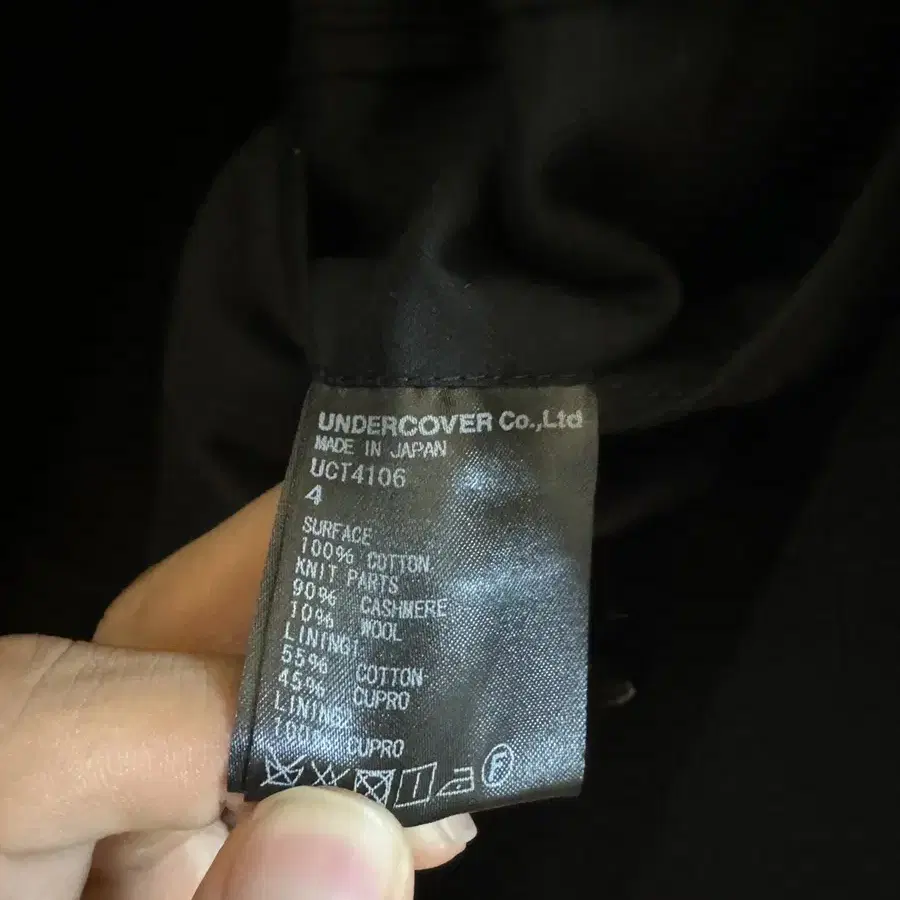 UNDERCOVER Co.,Ltd
MADE IN JAPAN
UCT4106
4
SURFACE
100% COTTON
KNIT PARTS
90% CASHMERE
10% WOOL
LINING1
55% COTTON
45% CUPRO
LINING2
100% CUPRO
F